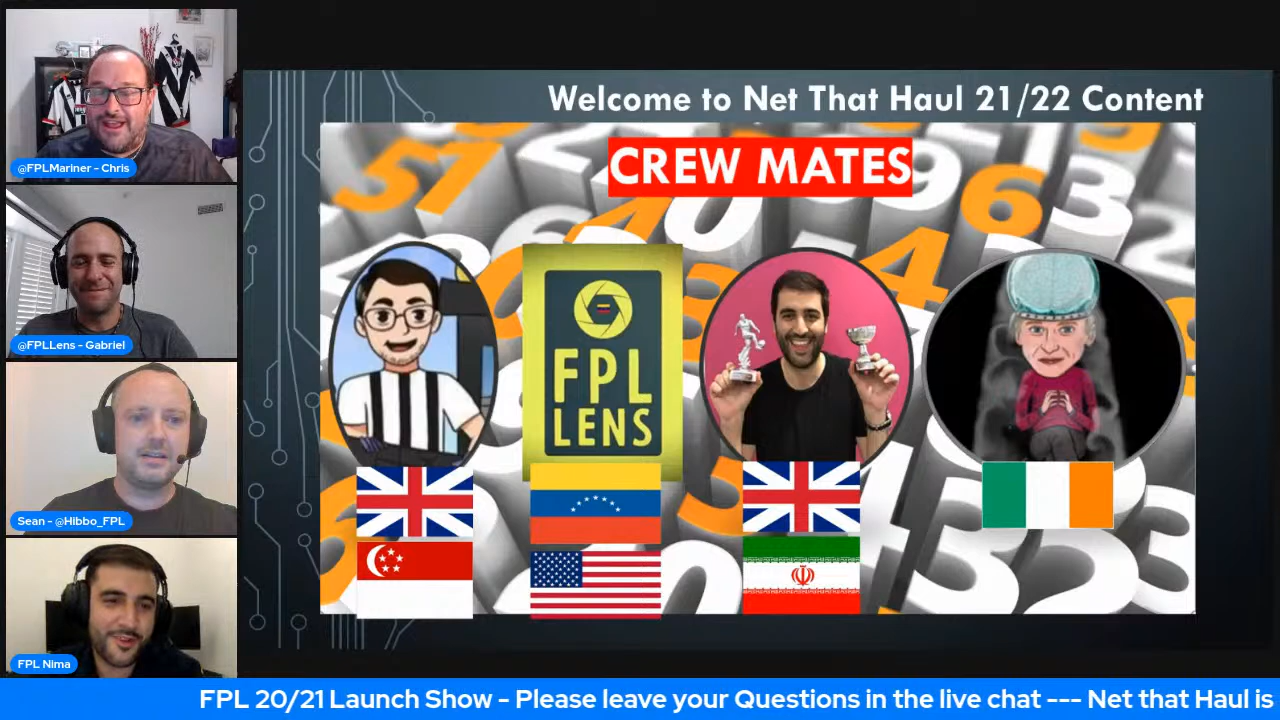 @FPLMariner - Chris
@FPLLens - Gabriel
Sean - @Hibbo_FPL
FPL Nima
Welcome to Net That Haul 21/22 Content
CREW MATES
FPL
LENS
FPL 20/21 Launch Show - Please leave your Questions in the live chat --- Net that Haul is